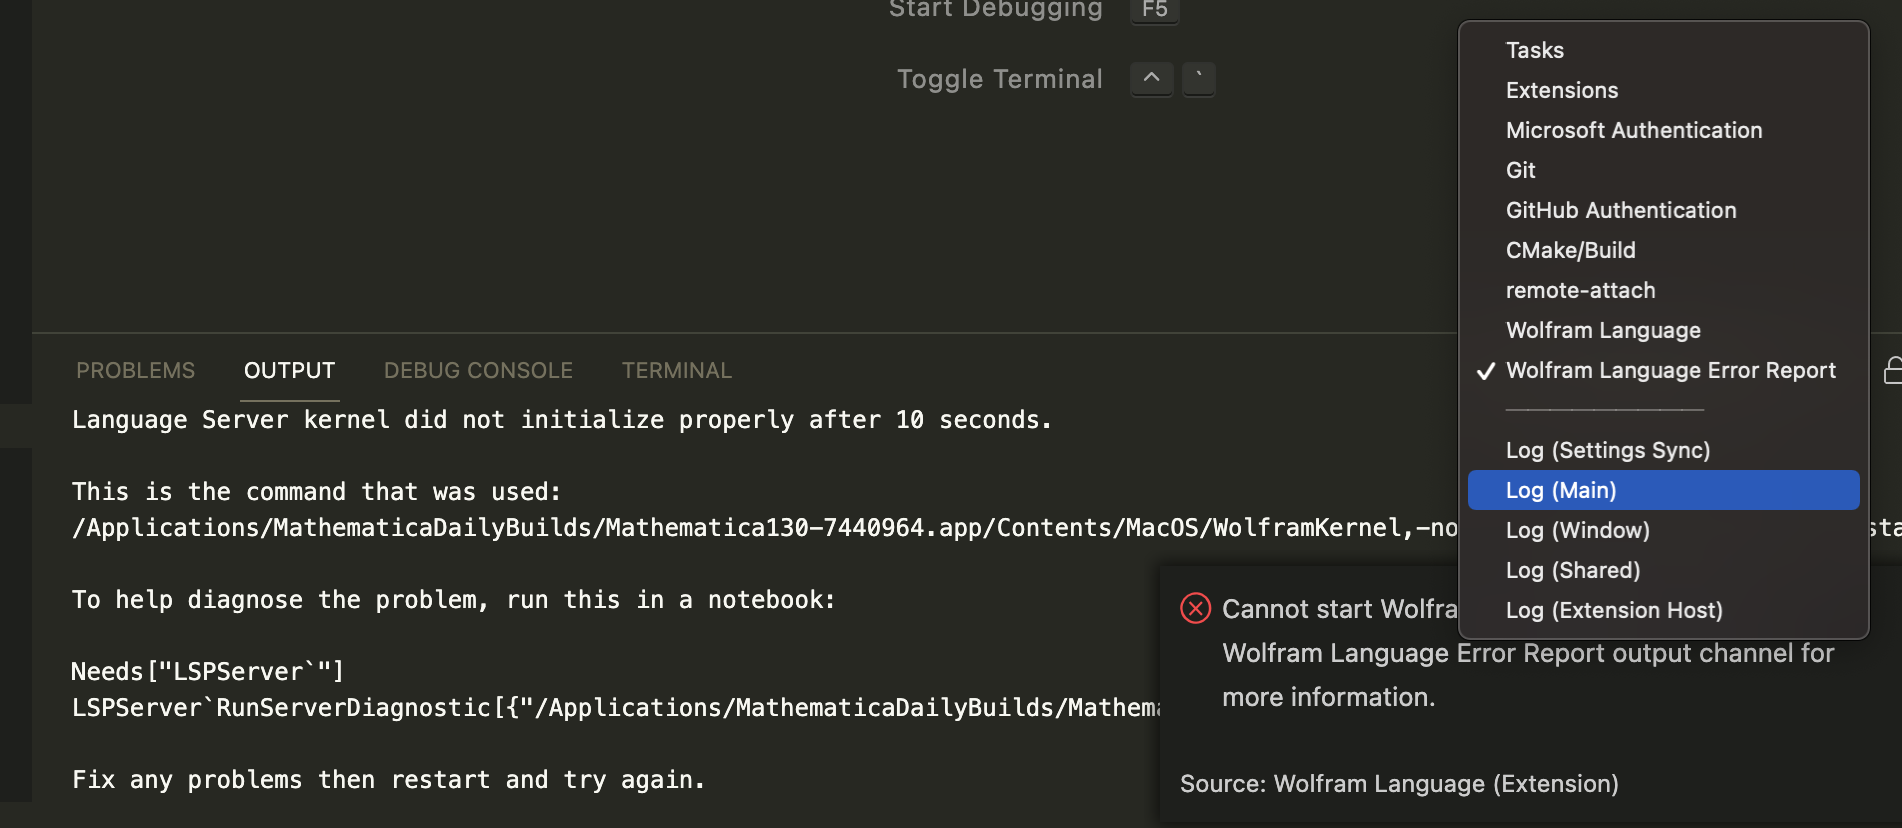 Start Debugging F5
Toggle Terminal ^ `
Tasks
Extensions
Microsoft Authentication
Git
GitHub Authentication
CMake/Build
remote-attach
Wolfram Language
✓ Wolfram Language Error Report
Log (Settings Sync)
Log (Main)
Log (Window)
Log (Shared)
Log (Extension Host)
PROBLEMS OUTPUT DEBUG CONSOLE TERMINAL
Language Server kernel did not initialize properly after 10 seconds.
This is the command that was used:
/Applications/MathematicaDailyBuilds/Mathematica130-7440964.app/Contents/MacOS/WolframKernel,-no
To help diagnose the problem, run this in a notebook:
Needs["LSPServer`"]
LSPServer`RunServerDiagnostic[{"/Applications/MathematicaDailyBuilds/Mathema
Fix any problems then restart and try again.
Cannot start Wolfra
Wolfram Language Error Report output channel for
more information.
Source: Wolfram Language (Extension)